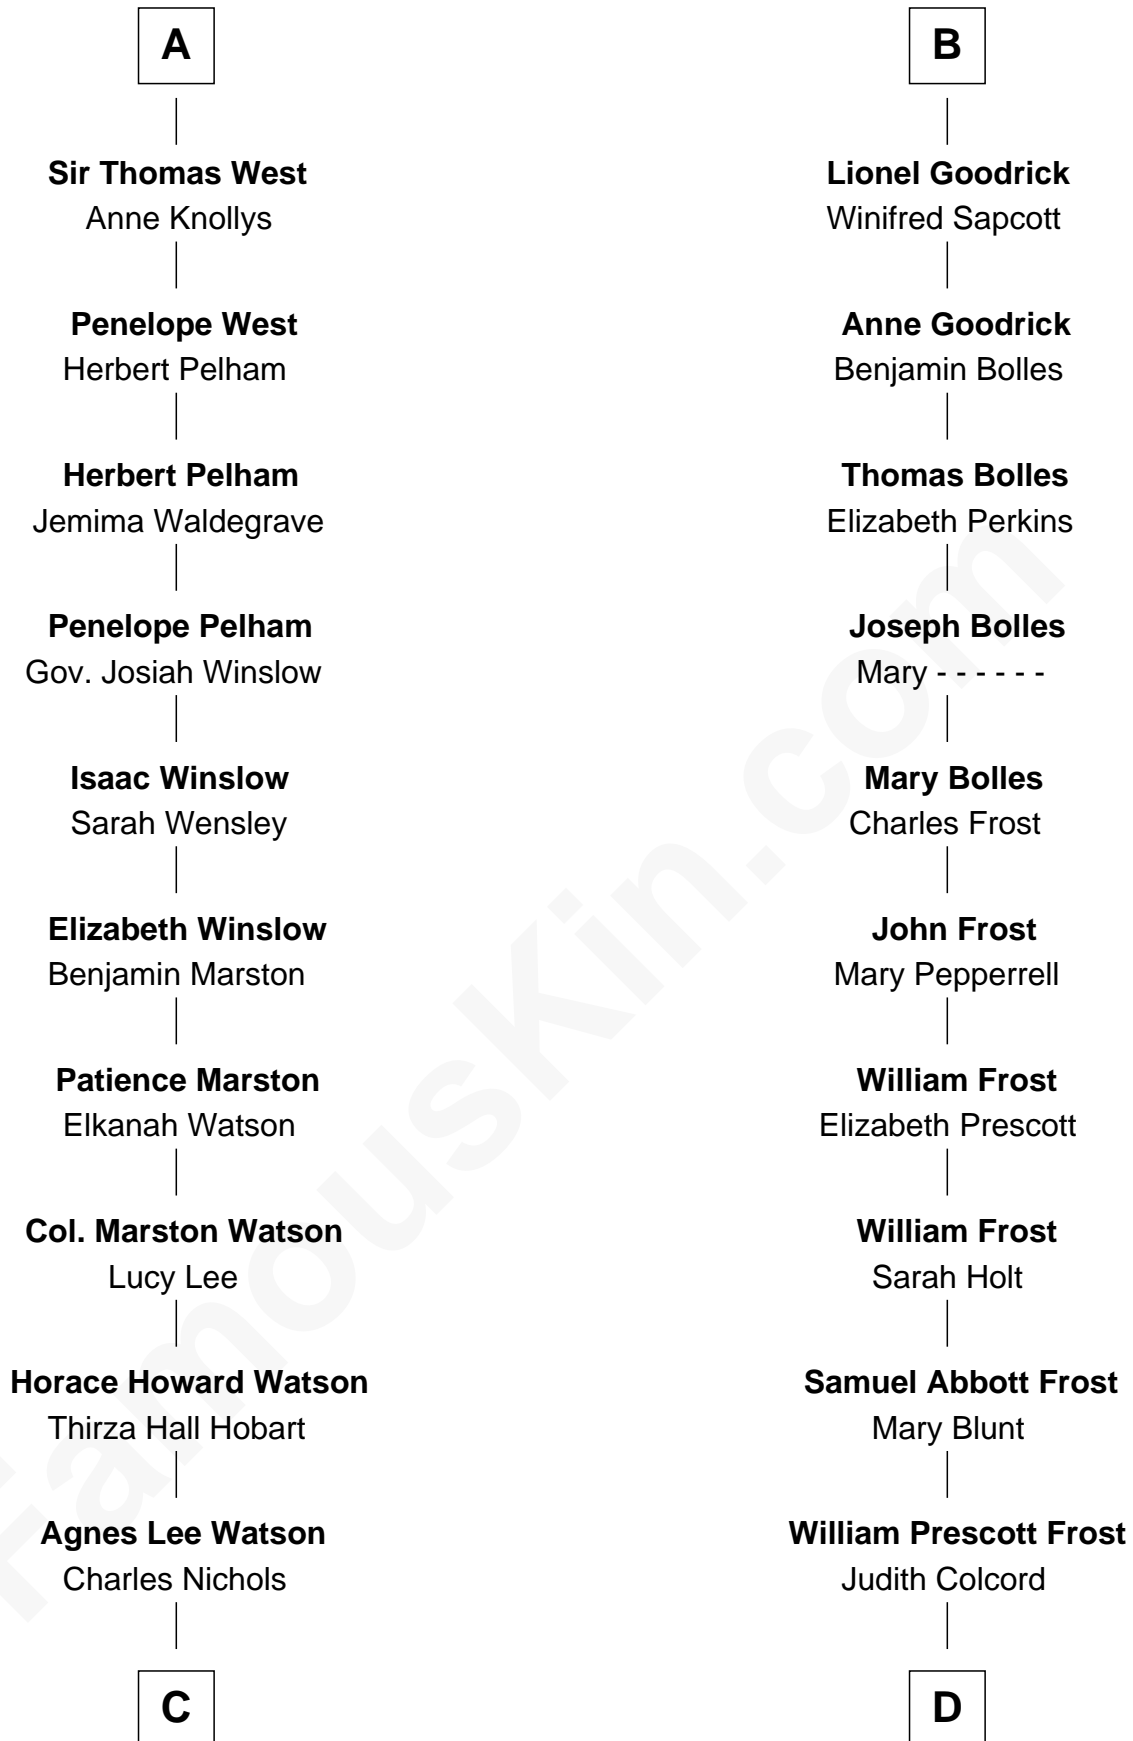 A
Sir Thomas West
Anne Knollys
Penelope West
Herbert Pelham
Herbert Pelham
Jemima Waldegrave
Penelope Pelham
Gov. Josiah Winslow
Isaac Winslow
Sarah Wensley
Elizabeth Winslow
Benjamin Marston
Patience Marston
Elkanah Watson
Col. Marston Watson
Lucy Lee
Horace Howard Watson
Thirza Hall Hobart
Agnes Lee Watson
Charles Nichols
C
B
Lionel Goodrick
Winifred Sapcott
Anne Goodrick
Benjamin Bolles
Thomas Bolles
Elizabeth Perkins
Joseph Bolles
Mary - - - - - -
Mary Bolles
Charles Frost
John Frost
Mary Pepperrell
William Frost
Elizabeth Prescott
William Frost
Sarah Holt
Samuel Abbott Frost
Mary Blunt
William Prescott Frost
Judith Colcord
D
FamousKin.com